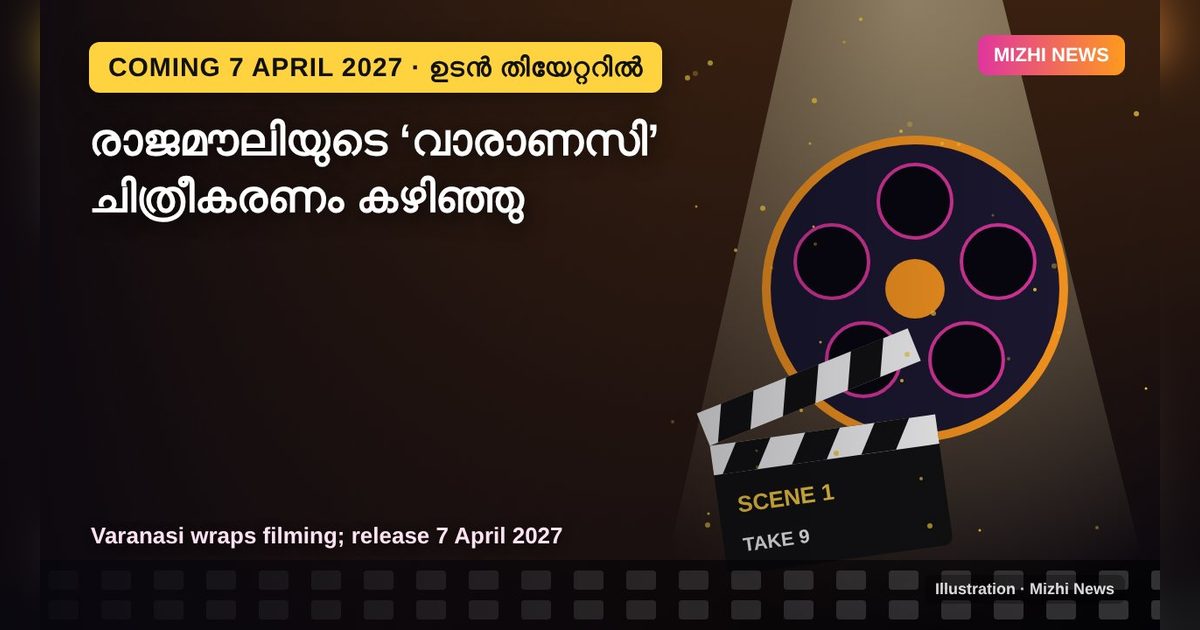 COMING 7 APRIL 2027 · ഉടൻ തിയേറ്ററിൽ
MIZHI NEWS
രാജമൗലിയുടെ ‘വാരാണസി’
ചിത്രീകരണം കഴിഞ്ഞു
SCENE 1
TAKE 9
Varanasi wraps filming; release 7 April 2027
Illustration · Mizhi News